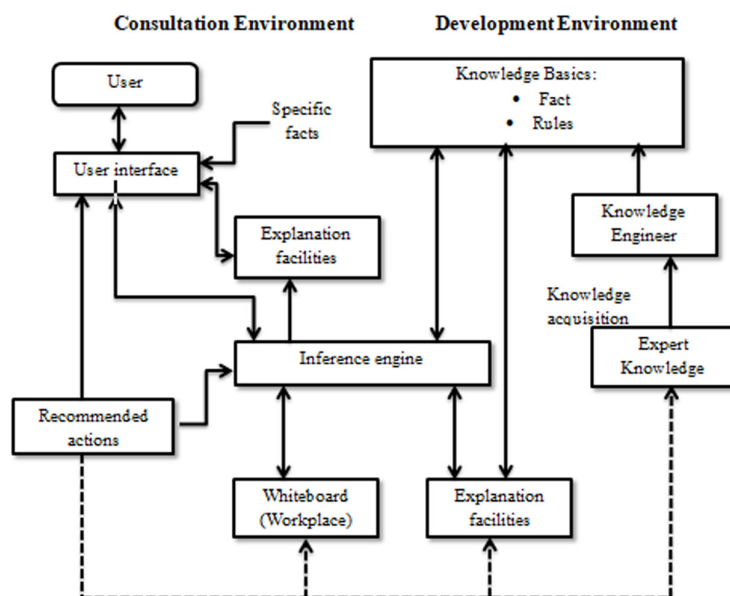 Consultation Environment
Development Environment
User
Knowledge Basics:
• Fact
• Rules
Specific
facts
User interface
Knowledge
Engineer
Explanation
facilities
Knowledge
acquisition
Inference engine
Expert
Knowledge
Recommended
actions
Whiteboard
(Workplace)
Explanation
facilities